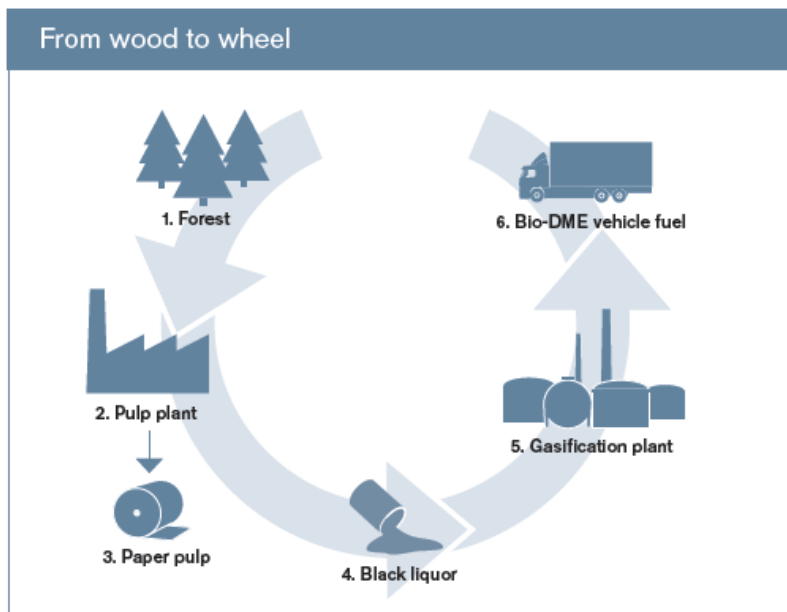 From wood to wheel
1. Forest
6. Bio-DME vehicle fuel
2. Pulp plant
5. Gasification plant
3. Paper pulp
4. Black liquor